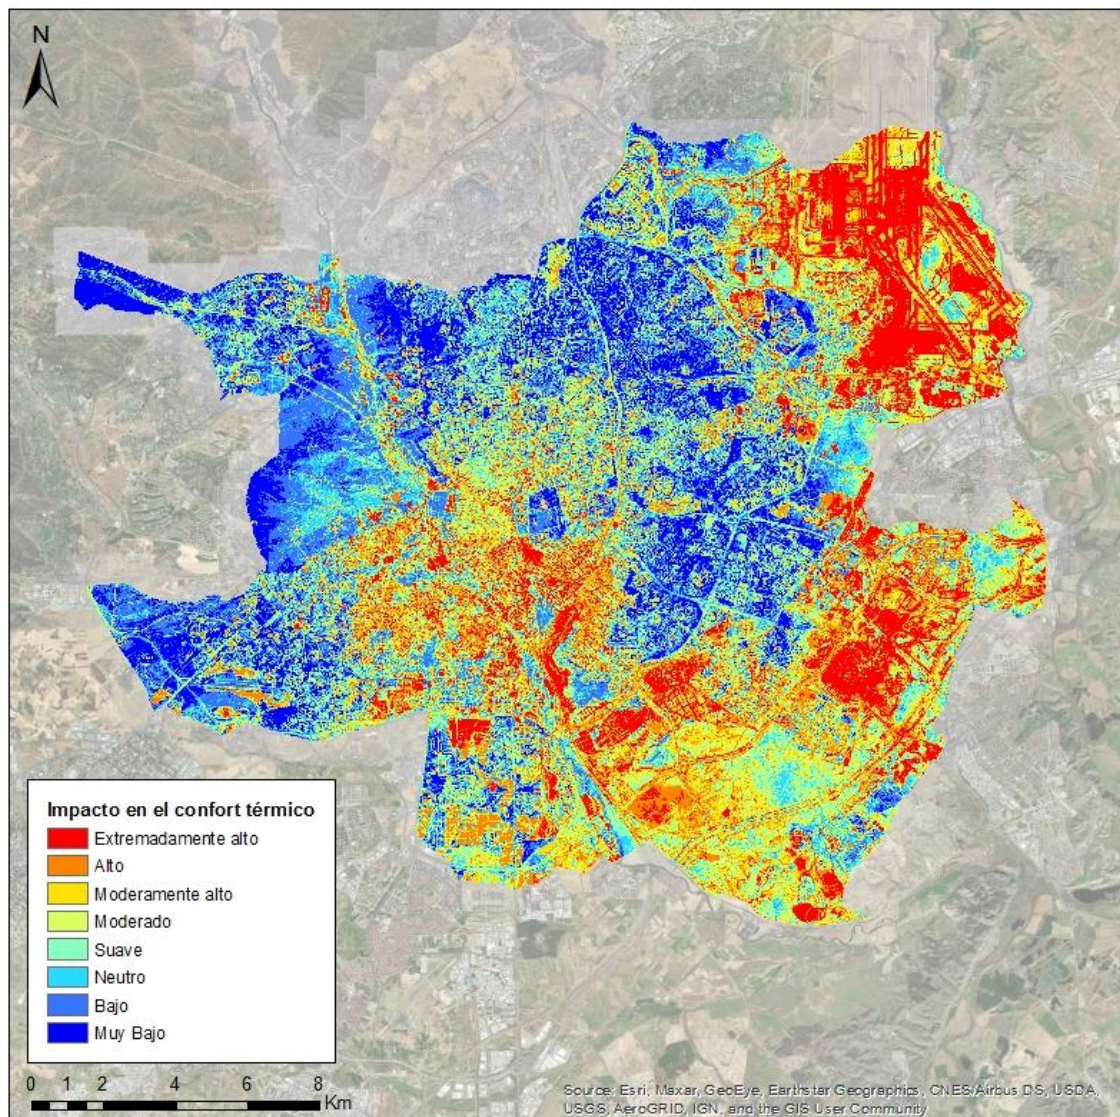 N
Impacto en el confort térmico
Extremadamente alto
Alto
Moderamente alto
Moderado
Suave
Neutro
Bajo
Muy Bajo
0 1 2 4 6 8
Km
Source: Esri, Maxar, GeoEye, Earthstar Geographics, CNES/Airbus DS, USDA,
USGS, AeroGRID, IGN, and the GIS User Community